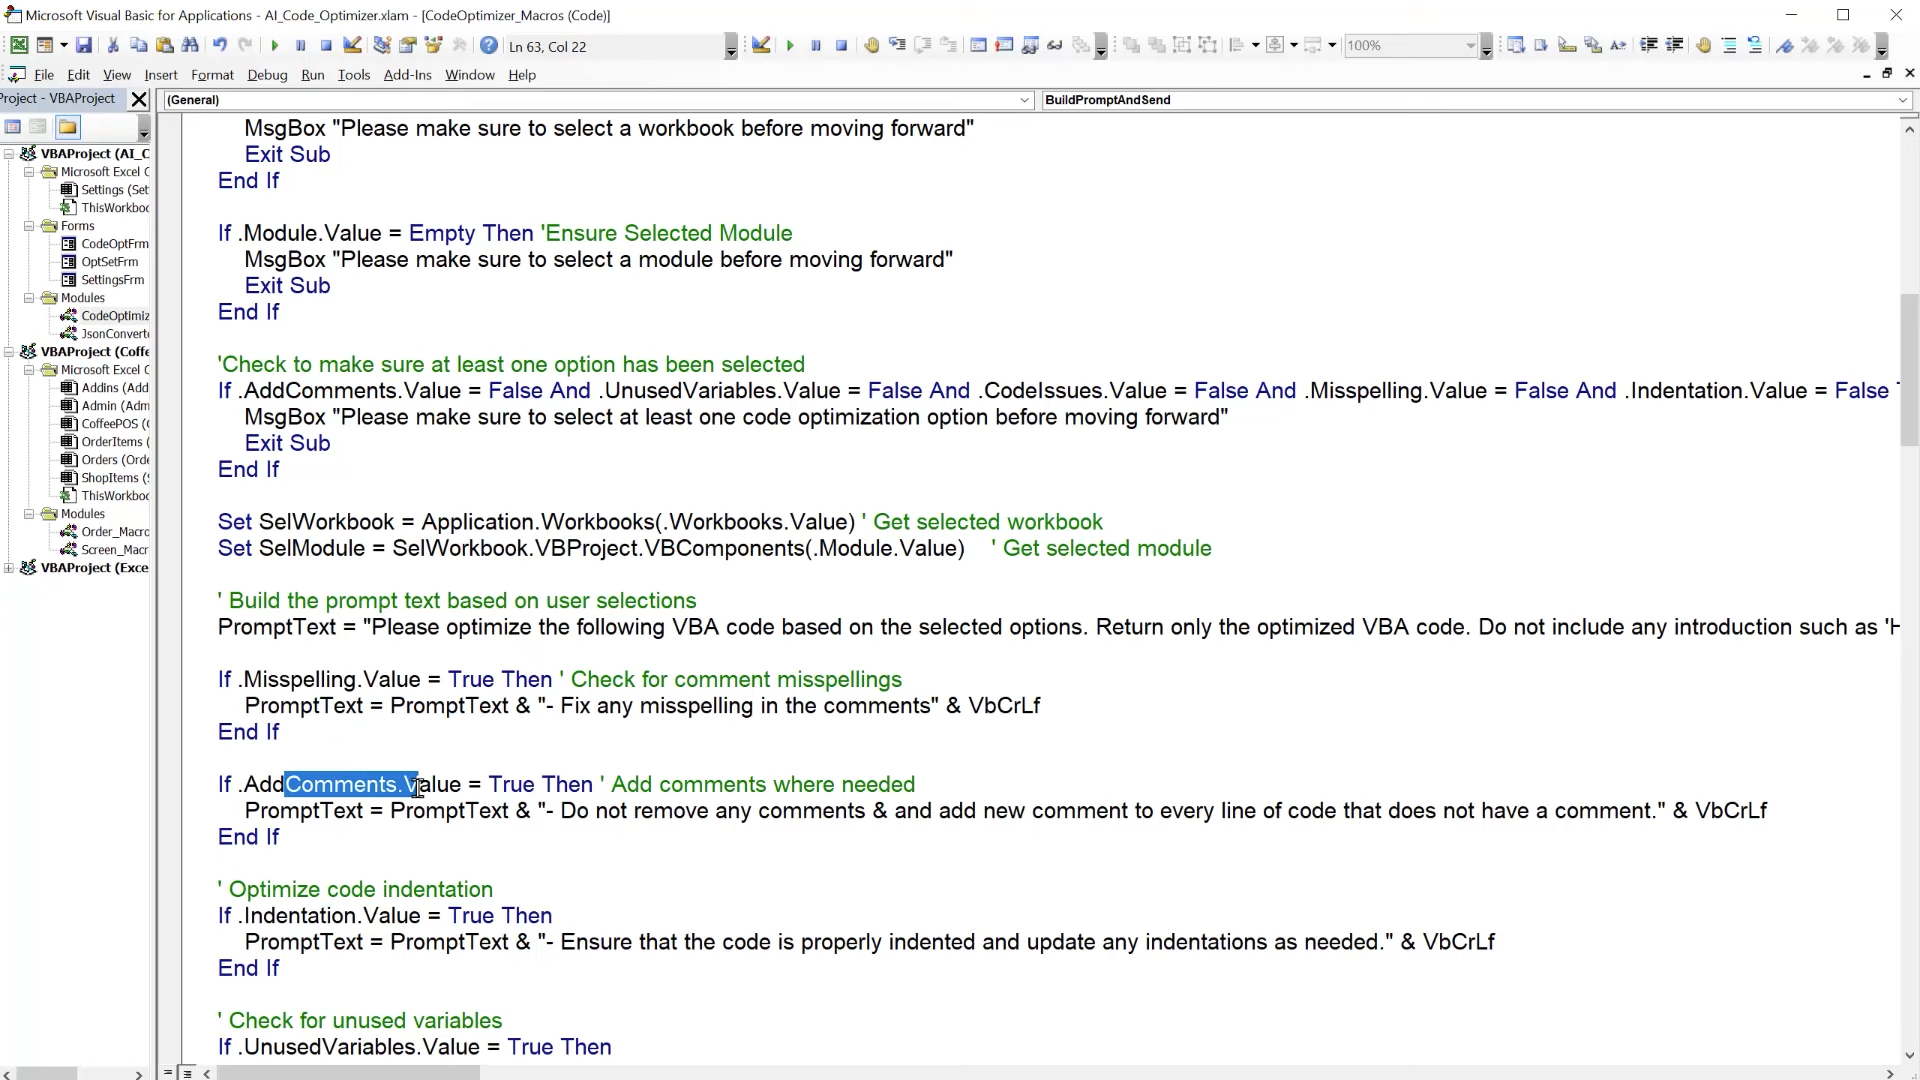 Microsoft Visual Basic for Applications - AI_Code_Optimizer.xlam - [CodeOptimizer_Macros (Code)]
Ln 63, Col 22
100%
File Edit View Insert Format Debug Run Tools Add-Ins Window Help
Project - VBAProject
(General)
BuildPromptAndSend
VBAProject (AI_C
Microsoft Excel
Settings (Set
ThisWorkboo
Forms
CodeOptFrm
OptSetFrm
SettingsFrm
Modules
CodeOptimiz
JsonConverte
VBAProject (Coffe
Microsoft Excel
Addins (Add
Admin (Adm
CoffeePOS (
OrderItems (
Orders (Orde
ShopItems (
ThisWorkboo
Modules
Order_Macro
Screen_Macr
VBAProject (Exce
MsgBox "Please make sure to select a workbook before moving forward"
Exit Sub
End If
If .Module.Value = Empty Then 'Ensure Selected Module
MsgBox "Please make sure to select a module before moving forward"
Exit Sub
End If
'Check to make sure at least one option has been selected
If .AddComments.Value = False And .UnusedVariables.Value = False And .CodeIssues.Value = False And .Misspelling.Value = False And .Indentation.Value = False
MsgBox "Please make sure to select at least one code optimization option before moving forward"
Exit Sub
End If
Set SelWorkbook = Application.Workbooks(.Workbooks.Value) ' Get selected workbook
Set SelModule = SelWorkbook.VBProject.VBComponents(.Module.Value) ' Get selected module
' Build the prompt text based on user selections
PromptText = "Please optimize the following VBA code based on the selected options. Return only the optimized VBA code. Do not include any introduction such as 'H
If .Misspelling.Value = True Then ' Check for comment misspellings
PromptText = PromptText & "- Fix any misspelling in the comments" & VbCrLf
End If
If .AddComments.Value = True Then ' Add comments where needed
PromptText = PromptText & "- Do not remove any comments & and add new comment to every line of code that does not have a comment." & VbCrLf
End If
' Optimize code indentation
If .Indentation.Value = True Then
PromptText = PromptText & "- Ensure that the code is properly indented and update any indentations as needed." & VbCrLf
End If
' Check for unused variables
If .UnusedVariables.Value = True Then